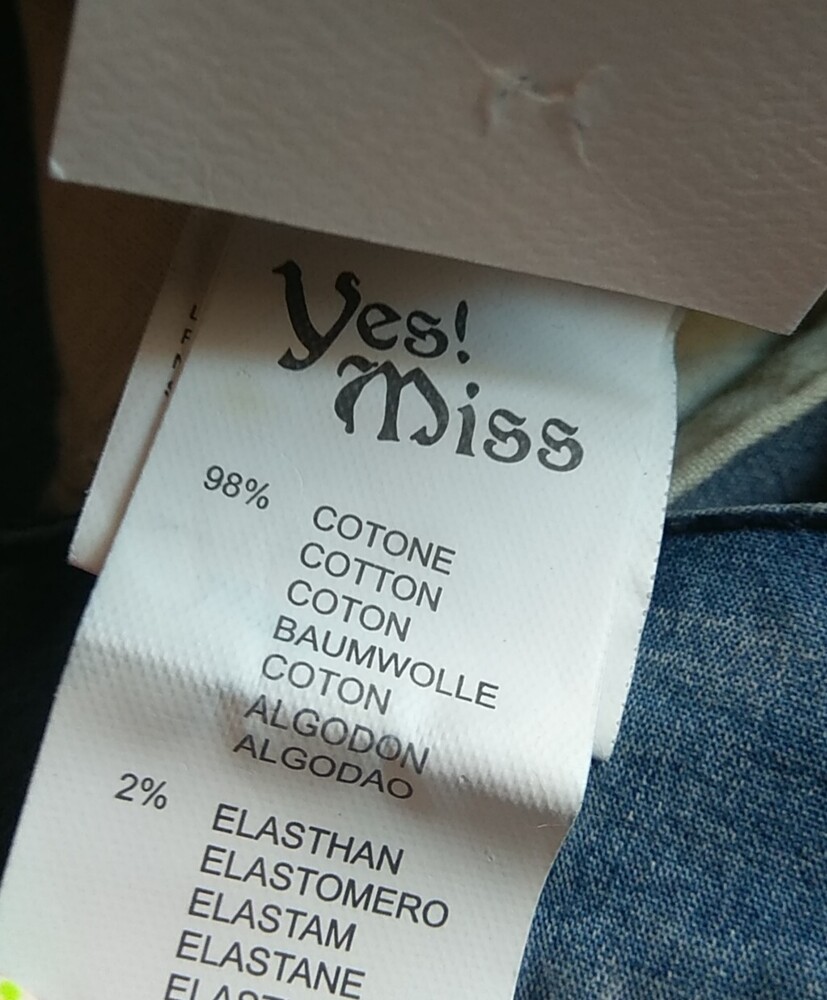 Yes!
Miss
98% COTONE
COTTON
COTON
BAUMWOLLE
COTON
ALGODON
ALGODAO
2% ELASTHAN
ELASTOMERO
ELASTAM
ELASTANE